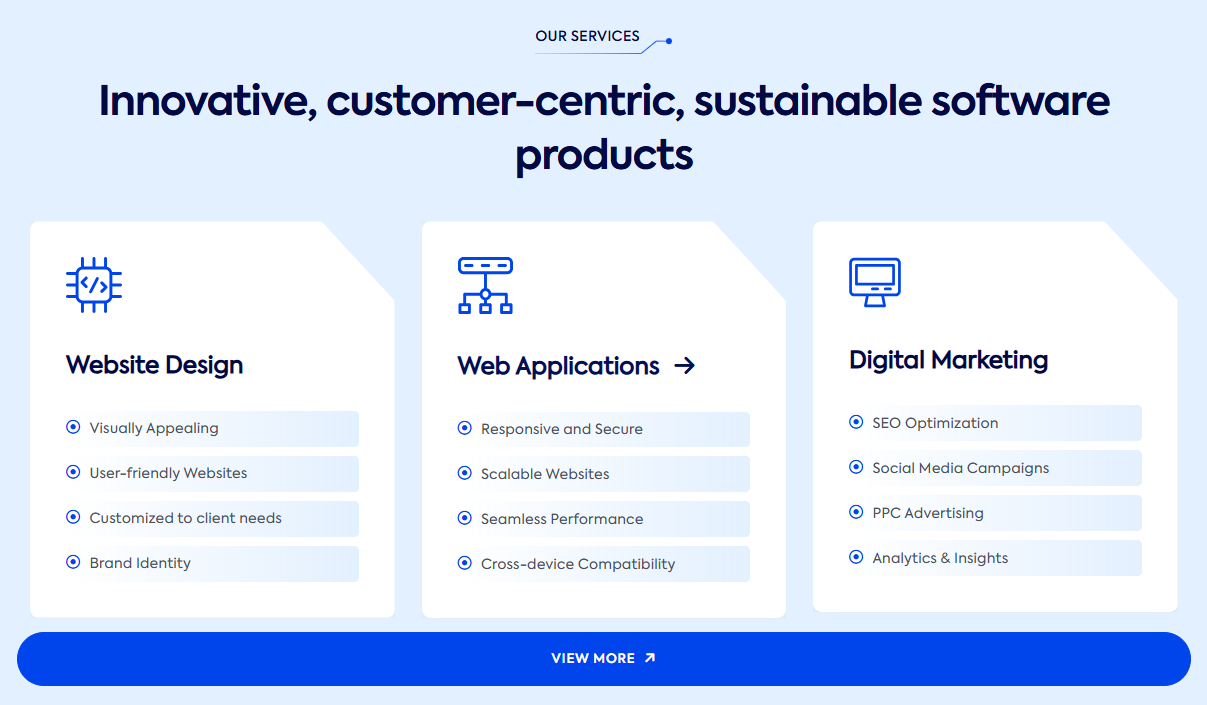 OUR SERVICES
Innovative, customer-centric, sustainable software
products
Website Design
Visually Appealing
User-friendly Websites
Customized to client needs
Brand Identity
Web Applications →
Responsive and Secure
Scalable Websites
Seamless Performance
Cross-device Compatibility
Digital Marketing
SEO Optimization
Social Media Campaigns
PPC Advertising
Analytics & Insights
VIEW MORE